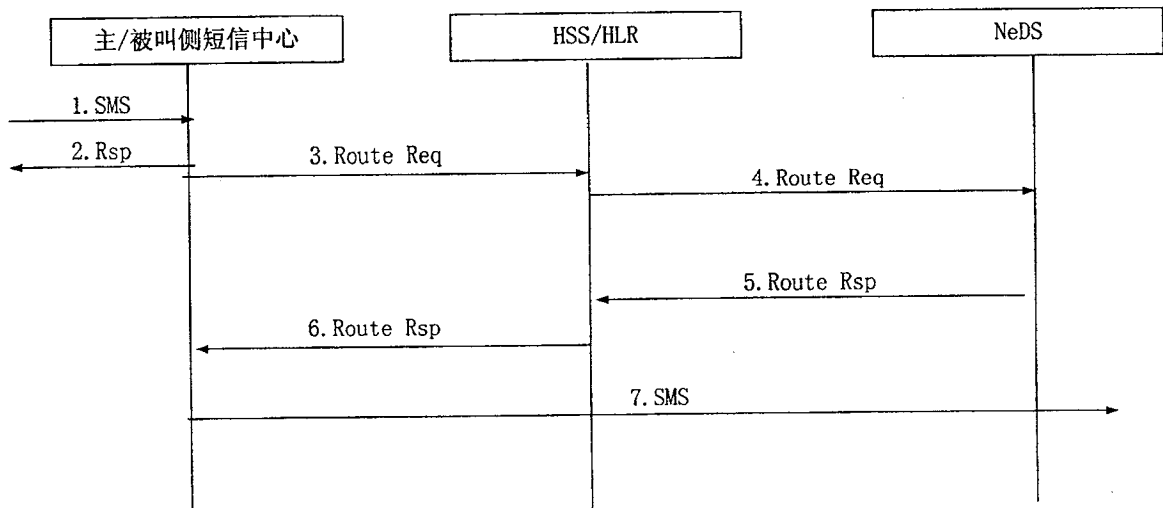 主/被叫侧短信中心
HSS/HLR
NeDS
1.SMS
2.Rsp
3.Route Req
4.Route Req
5.Route Rsp
6.Route Rsp
7.SMS